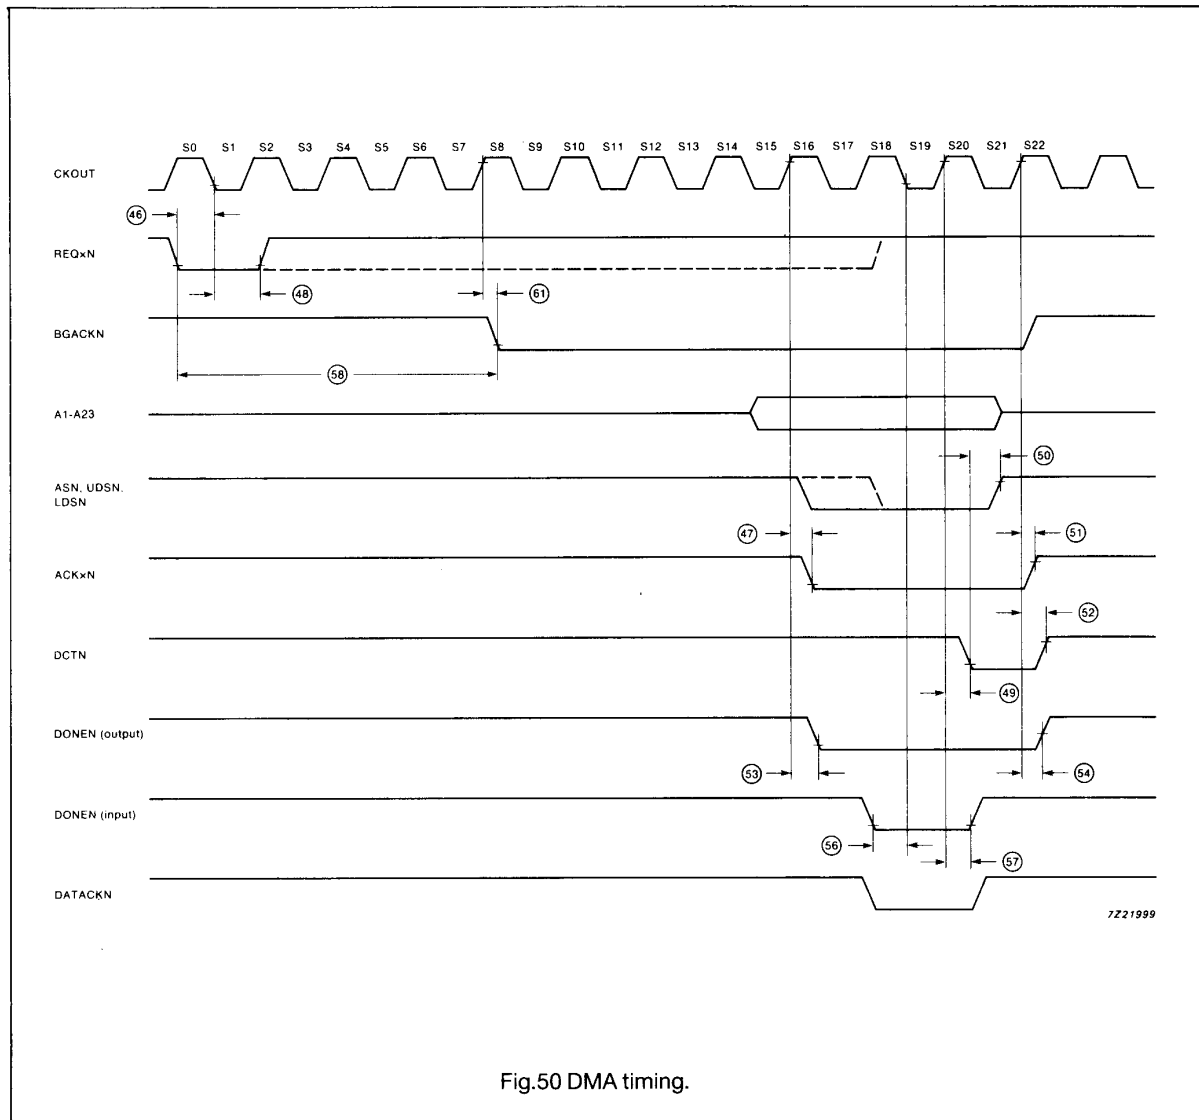 S0 S1 S2 S3 S4 S5 S6 S7 S8 S9 S10 S11 S12 S13 S14 S15 S16 S17 S18 S19 S20 S21 S22
CKOUT
46
REQxN
48 61
BGACKN
58
A1-A23
50
ASN, UDSN,
LDSN
47 51
ACKxN
52
DCTN
49
DONEN (output)
53 54
DONEN (input)
56 57
DATACKN
7Z21999
Fig.50 DMA timing.